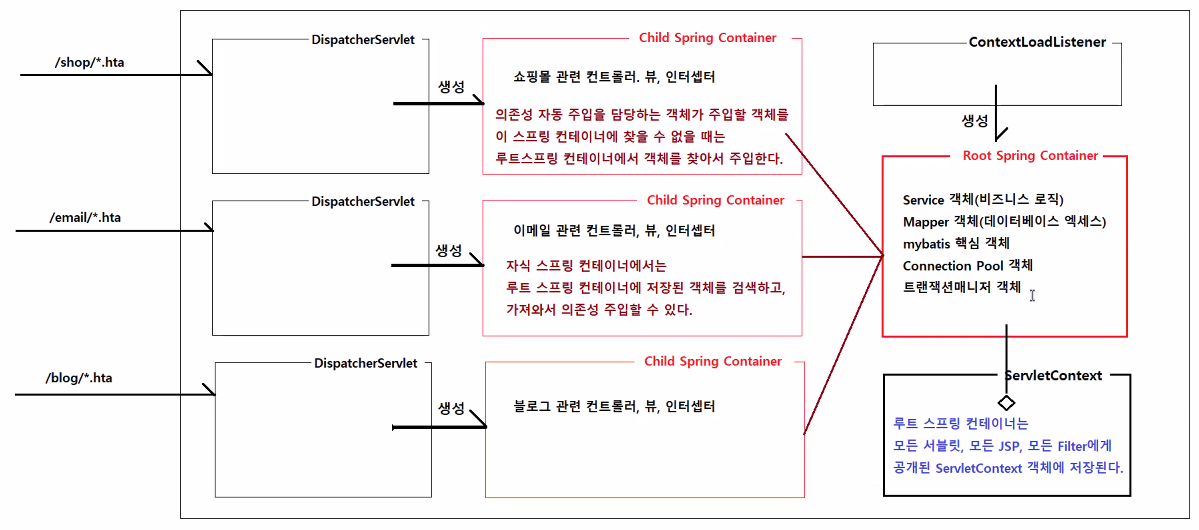 /shop/*.hta
DispatcherServlet
생성
Child Spring Container
쇼핑몰 관련 컨트롤러. 뷰, 인터셉터
의존성 자동 주입을 담당하는 객체가 주입할 객체를
이 스프링 컨테이너에 찾을 수 없을 때는
루트스프링 컨테이너에서 객체를 찾아서 주입한다.
/email/*.hta
DispatcherServlet
생성
Child Spring Container
이메일 관련 컨트롤러, 뷰, 인터셉터
자식 스프링 컨테이너에서는
루트 스프링 컨테이너에 저장된 객체를 검색하고,
가져와서 의존성 주입할 수 있다.
/blog/*.hta
DispatcherServlet
생성
Child Spring Container
블로그 관련 컨트롤러, 뷰, 인터셉터
ContextLoadListener
생성
Root Spring Container
Service 객체(비즈니스 로직)
Mapper 객체(데이터베이스 엑세스)
mybatis 핵심 객체
Connection Pool 객체
트랜잭션매니저 객체
ServletContext
루트 스프링 컨테이너는
모든 서블릿, 모든 JSP, 모든 Filter에게
공개된 ServletContext 객체에 저장된다.